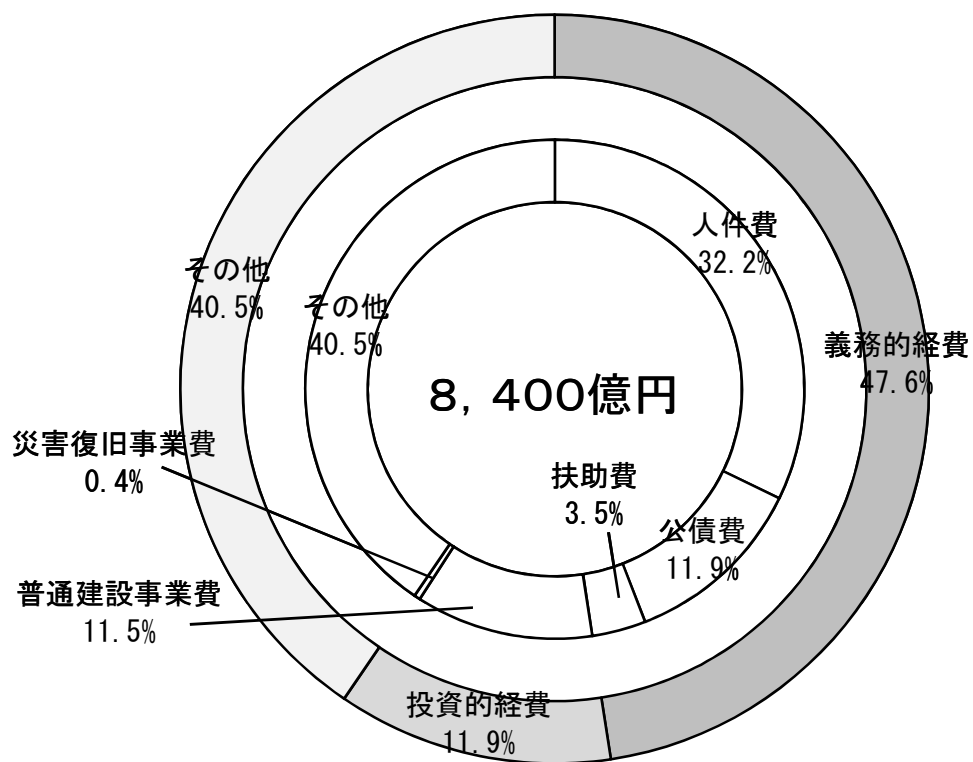 人件費
32.2%
その他
40.5%
その他
40.5%
義務的経費
47.6%
8,400億円
災害復旧事業費
0.4%
扶助費
3.5%
公債費
11.9%
普通建設事業費
11.5%
投資的経費
11.9%